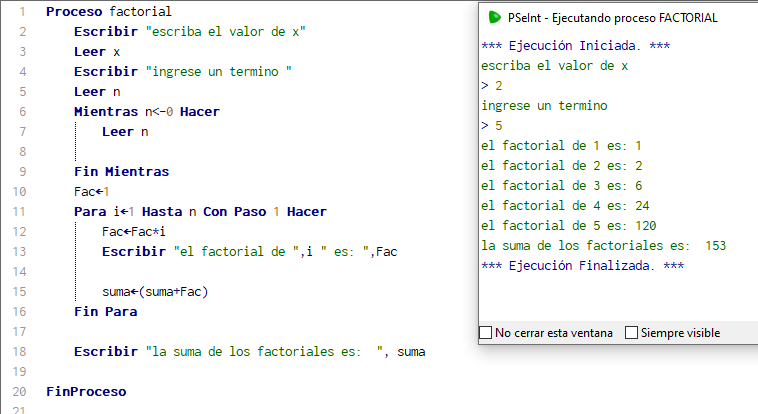 1 Proceso factorial
2 Escribir "escriba el valor de x"
3 Leer x
4 Escribir "ingrese un termino "
5 Leer n
6 Mientras n<-0 Hacer
7 Leer n
8
9 Fin Mientras
10 Fac←1
11 Para i←1 Hasta n Con Paso 1 Hacer
12 Fac←Fac*i
13 Escribir "el factorial de ",i " es: ",Fac
14
15 suma←(suma+Fac)
16 Fin Para
17
18 Escribir "la suma de los factoriales es:  ", suma
19
20 FinProceso
21
PSeInt - Ejecutando proceso FACTORIAL
*** Ejecución Iniciada. ***
escriba el valor de x
> 2
ingrese un termino
> 5
el factorial de 1 es: 1
el factorial de 2 es: 2
el factorial de 3 es: 6
el factorial de 4 es: 24
el factorial de 5 es: 120
la suma de los factoriales es:  153
*** Ejecución Finalizada. ***
No cerrar esta ventana Siempre visible